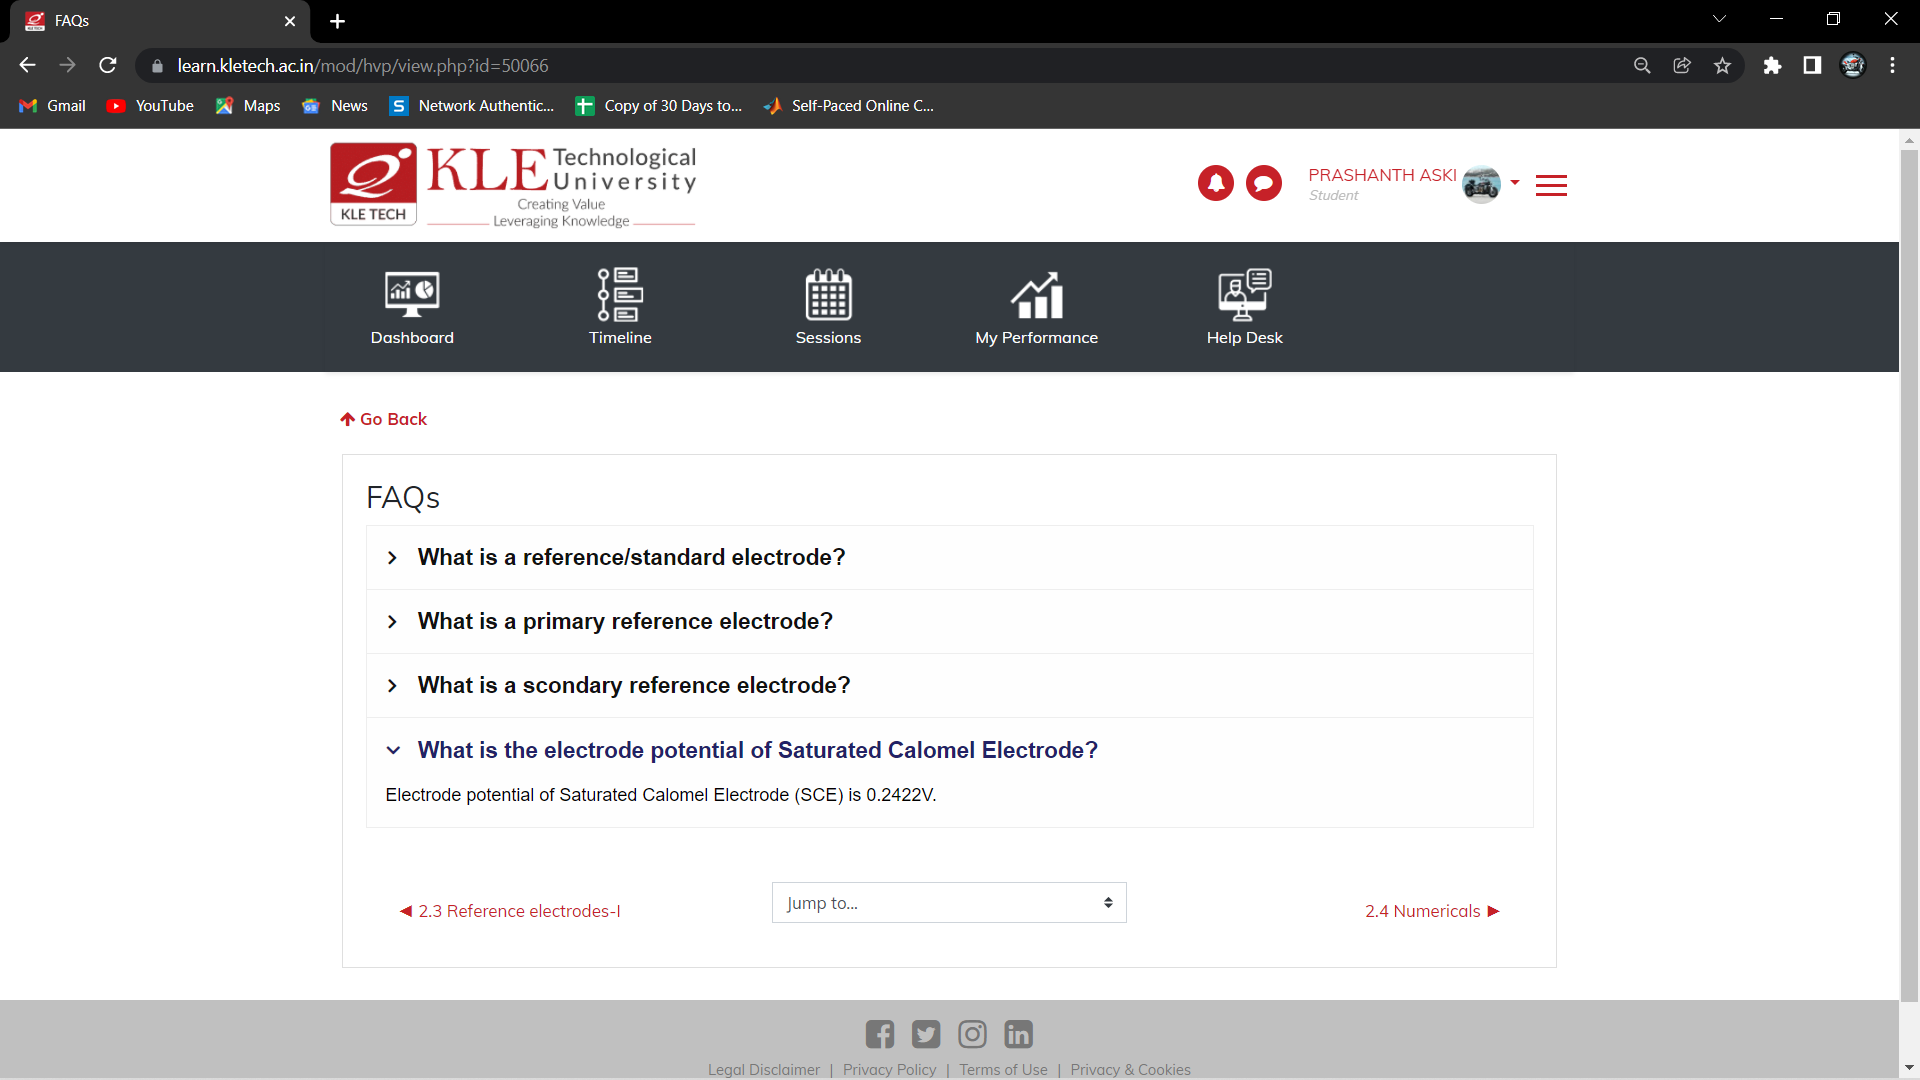 FAQs
learn.kletech.ac.in/mod/hvp/view.php?id=50066
Gmail YouTube Maps News Network Authentic... Copy of 30 Days to... Self-Paced Online C...
KLE TECH
KLE Technological University
Creating Value
Leveraging Knowledge
PRASHANTH ASKI
Student
Dashboard Timeline Sessions My Performance Help Desk
Go Back
FAQs
What is a reference/standard electrode?
What is a primary reference electrode?
What is a scondary reference electrode?
What is the electrode potential of Saturated Calomel Electrode?
Electrode potential of Saturated Calomel Electrode (SCE) is 0.2422V.
◀ 2.3 Reference electrodes-I Jump to... 2.4 Numericals ▶
Legal Disclaimer | Privacy Policy | Terms of Use | Privacy & Cookies